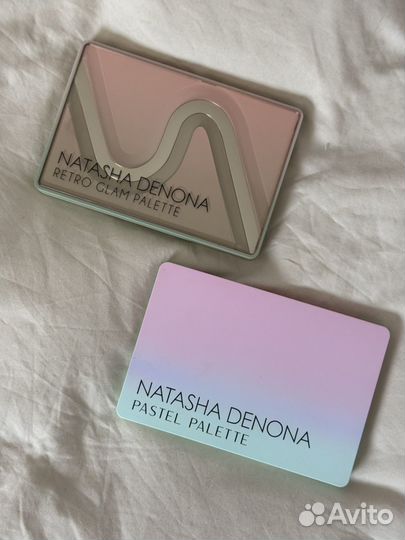 NATASHA DENONA
RETRO GLAM PALETTE
NATASHA DENONA
PASTEL PALETTE
Avito